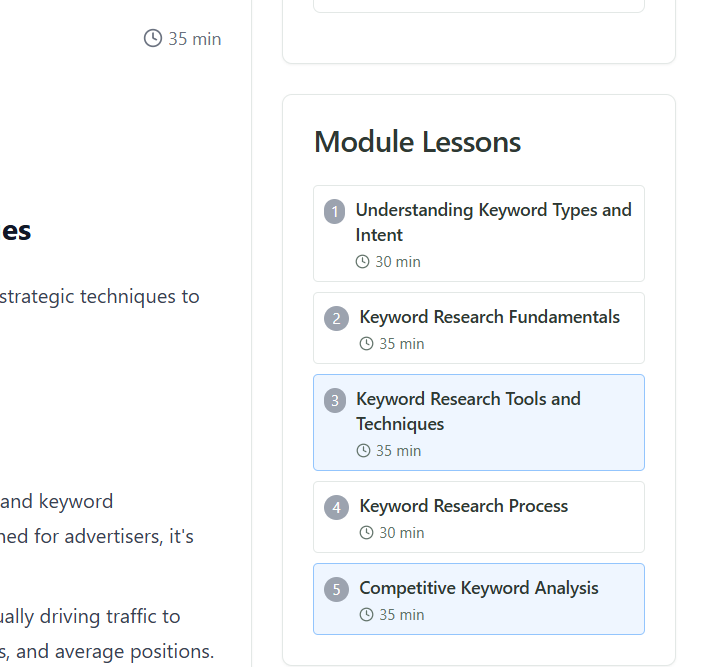 35 min
es
strategic techniques to
and keyword
ned for advertisers, it's
ually driving traffic to
s, and average positions.
Module Lessons
1 Understanding Keyword Types and
Intent
30 min
2 Keyword Research Fundamentals
35 min
3 Keyword Research Tools and
Techniques
35 min
4 Keyword Research Process
30 min
5 Competitive Keyword Analysis
35 min